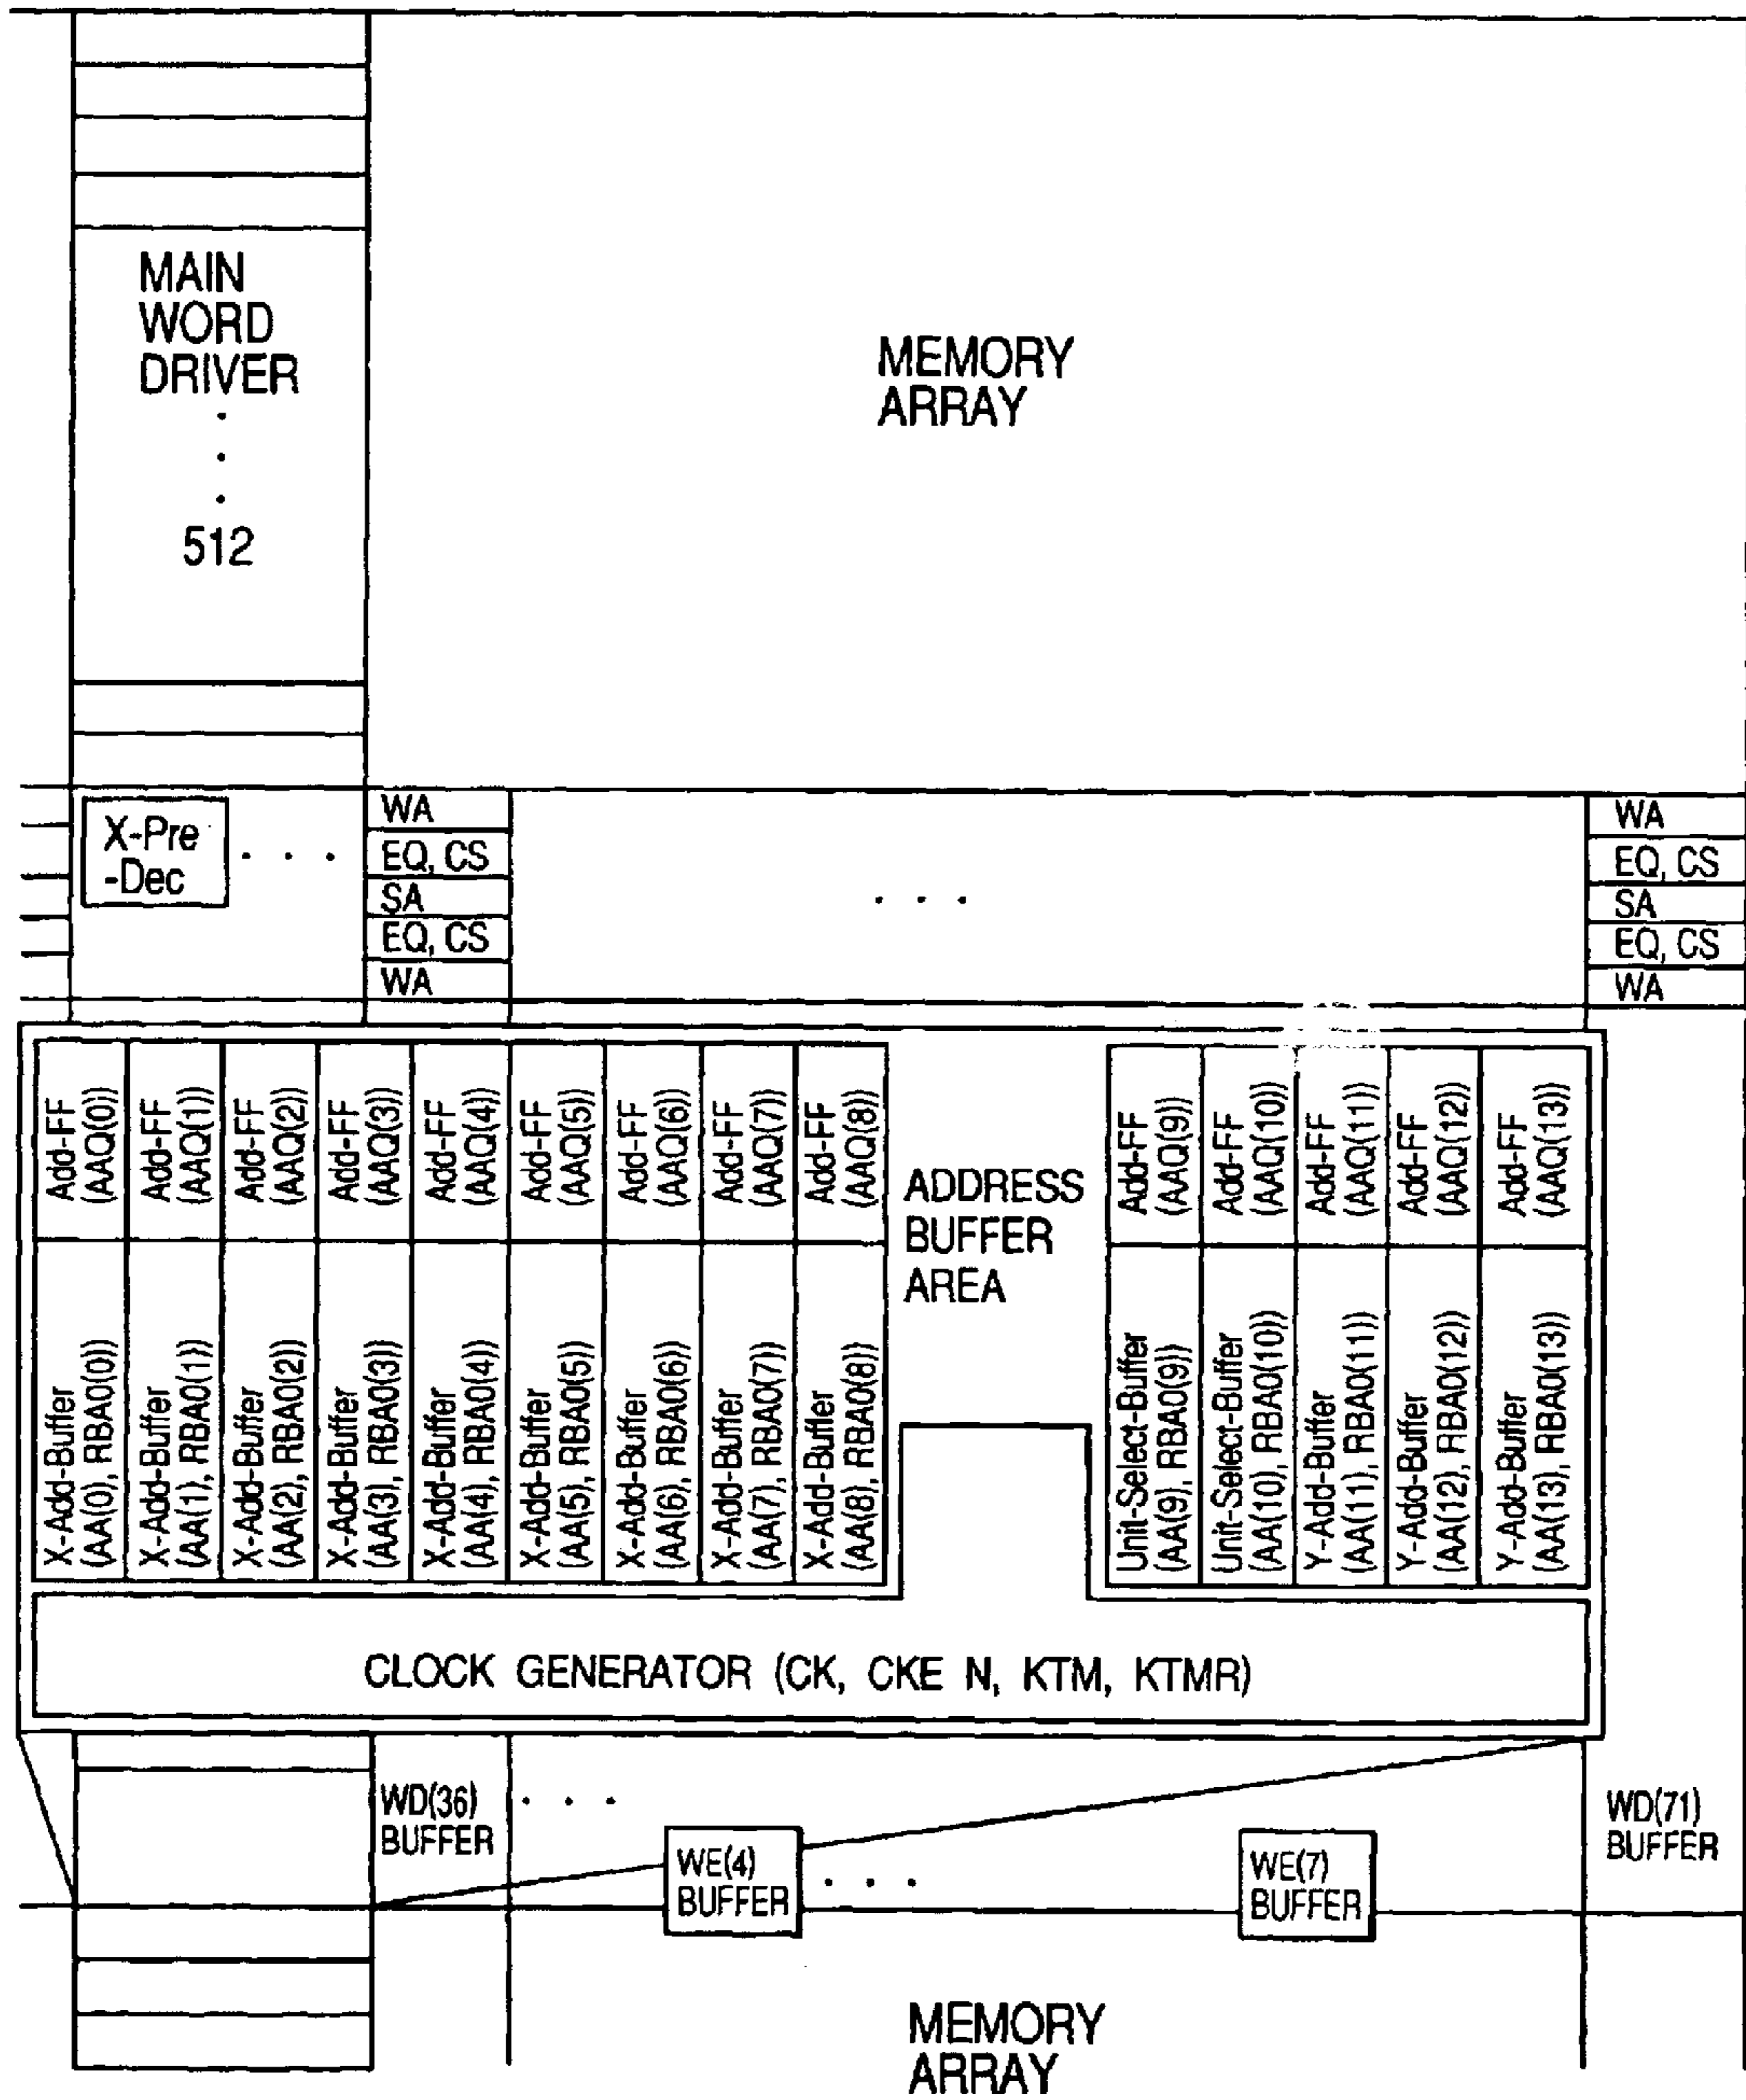 MAIN
WORD
DRIVER
.
.
.
512
MEMORY
ARRAY
X-Pre
-Dec
. . .
WA
EQ, CS
SA
EQ, CS
WA
. . .
WA
EQ, CS
SA
EQ, CS
WA
Add-FF
(AAQ(0))
Add-FF
(AAQ(1))
Add-FF
(AAQ(2))
Add-FF
(AAQ(3))
Add-FF
(AAQ(4))
Add-FF
(AAQ(5))
Add-FF
(AAQ(6))
Add-FF
(AAQ(7))
Add-FF
(AAQ(8))
ADDRESS
BUFFER
AREA
Add-FF
(AAQ(9))
Add-FF
(AAQ(10))
Add-FF
(AAQ(11))
Add-FF
(AAQ(12))
Add-FF
(AAQ(13))
X-Add-Buffer
(AA(0), RBA0(0))
X-Add-Buffer
(AA(1), RBA0(1))
X-Add-Buffer
(AA(2), RBA0(2))
X-Add-Buffer
(AA(3), RBA0(3))
X-Add-Buffer
(AA(4), RBA0(4))
X-Add-Buffer
(AA(5), RBA0(5))
X-Add-Buffer
(AA(6), RBA0(6))
X-Add-Buffer
(AA(7), RBA0(7))
X-Add-Buffer
(AA(8), RBA0(8))
Unit-Select-Buffer
(AA(9), RBA0(9))
Unit-Select-Buffer
(AA(10), RBA0(10))
Y-Add-Buffer
(AA(11), RBA0(11))
Y-Add-Buffer
(AA(12), RBA0(12))
Y-Add-Buffer
(AA(13), RBA0(13))
CLOCK GENERATOR (CK, CKE N, KTM, KTMR)
WD(36)
BUFFER
. . .
WE(4)
BUFFER
. . .
WE(7)
BUFFER
WD(71)
BUFFER
MEMORY
ARRAY